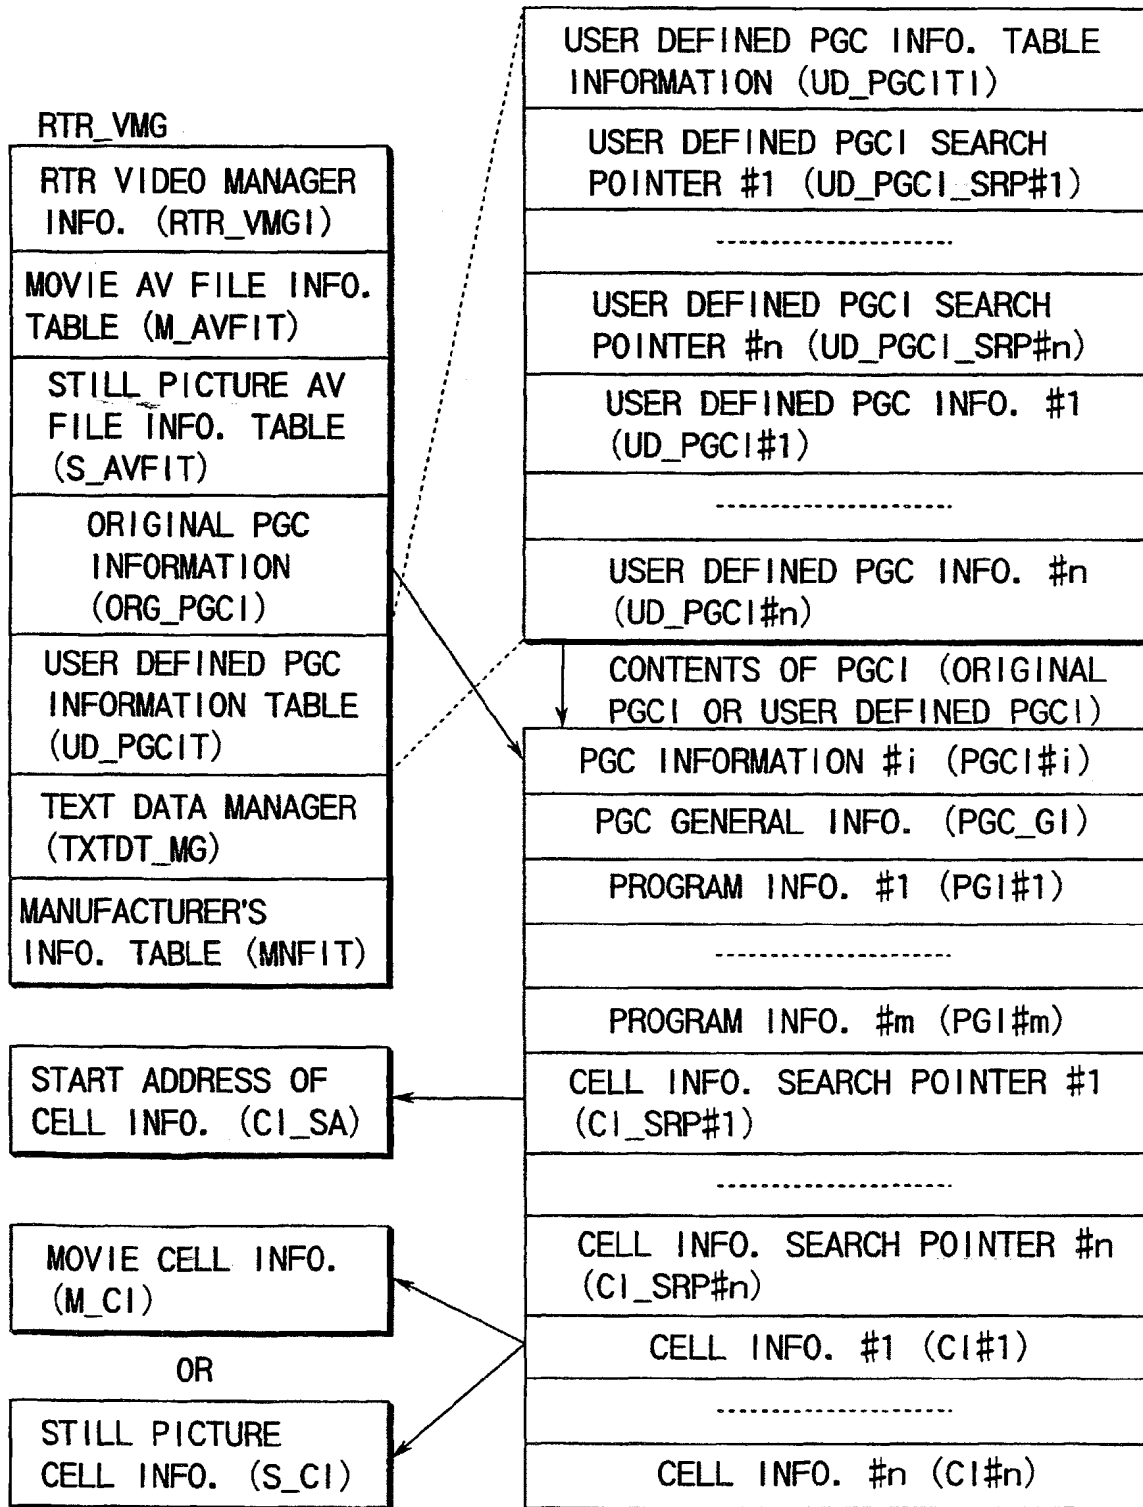 RTR_VMG
RTR VIDEO MANAGER
INFO. (RTR_VMGI)
MOVIE AV FILE INFO.
TABLE (M_AVFIT)
STILL PICTURE AV
FILE INFO. TABLE
(S_AVFIT)
ORIGINAL PGC
INFORMATION
(ORG_PGCI)
USER DEFINED PGC
INFORMATION TABLE
(UD_PGCIT)
TEXT DATA MANAGER
(TXTDT_MG)
MANUFACTURER'S
INFO. TABLE (MNFIT)
START ADDRESS OF
CELL INFO. (CI_SA)
MOVIE CELL INFO.
(M_CI)
OR
STILL PICTURE
CELL INFO. (S_CI)
USER DEFINED PGC INFO. TABLE
INFORMATION (UD_PGCITI)
USER DEFINED PGCI SEARCH
POINTER #1 (UD_PGCI_SRP#1)
USER DEFINED PGCI SEARCH
POINTER #n (UD_PGCI_SRP#n)
USER DEFINED PGC INFO. #1
(UD_PGCI#1)
USER DEFINED PGC INFO. #n
(UD_PGCI#n)
CONTENTS OF PGCI (ORIGINAL
PGCI OR USER DEFINED PGCI)
PGC INFORMATION #i (PGCI#i)
PGC GENERAL INFO. (PGC_GI)
PROGRAM INFO. #1 (PGI#1)
PROGRAM INFO. #m (PGI#m)
CELL INFO. SEARCH POINTER #1
(CI_SRP#1)
CELL INFO. SEARCH POINTER #n
(CI_SRP#n)
CELL INFO. #1 (CI#1)
CELL INFO. #n (CI#n)